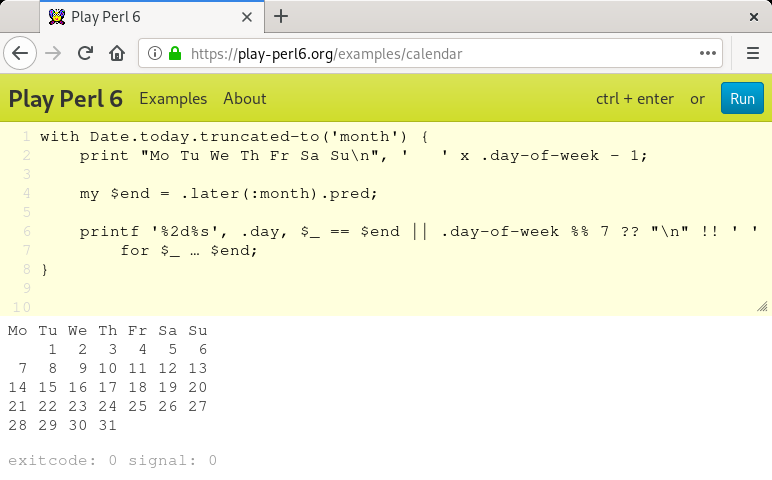 Play Perl 6
https://play-perl6.org/examples/calendar
Play Perl 6 Examples About ctrl + enter or Run
1 with Date.today.truncated-to('month') {
2     print "Mo Tu We Th Fr Sa Su\n", '   ' x .day-of-week - 1;
3
4     my $end = .later(:month).pred;
5
6     printf '%2d%s', .day, $_ == $end || .day-of-week %% 7 ?? "\n" !! ' '
7         for $_ … $end;
8 }
9
10
Mo Tu We Th Fr Sa Su
    1  2  3  4  5  6
 7  8  9 10 11 12 13
14 15 16 17 18 19 20
21 22 23 24 25 26 27
28 29 30 31
exitcode: 0 signal: 0